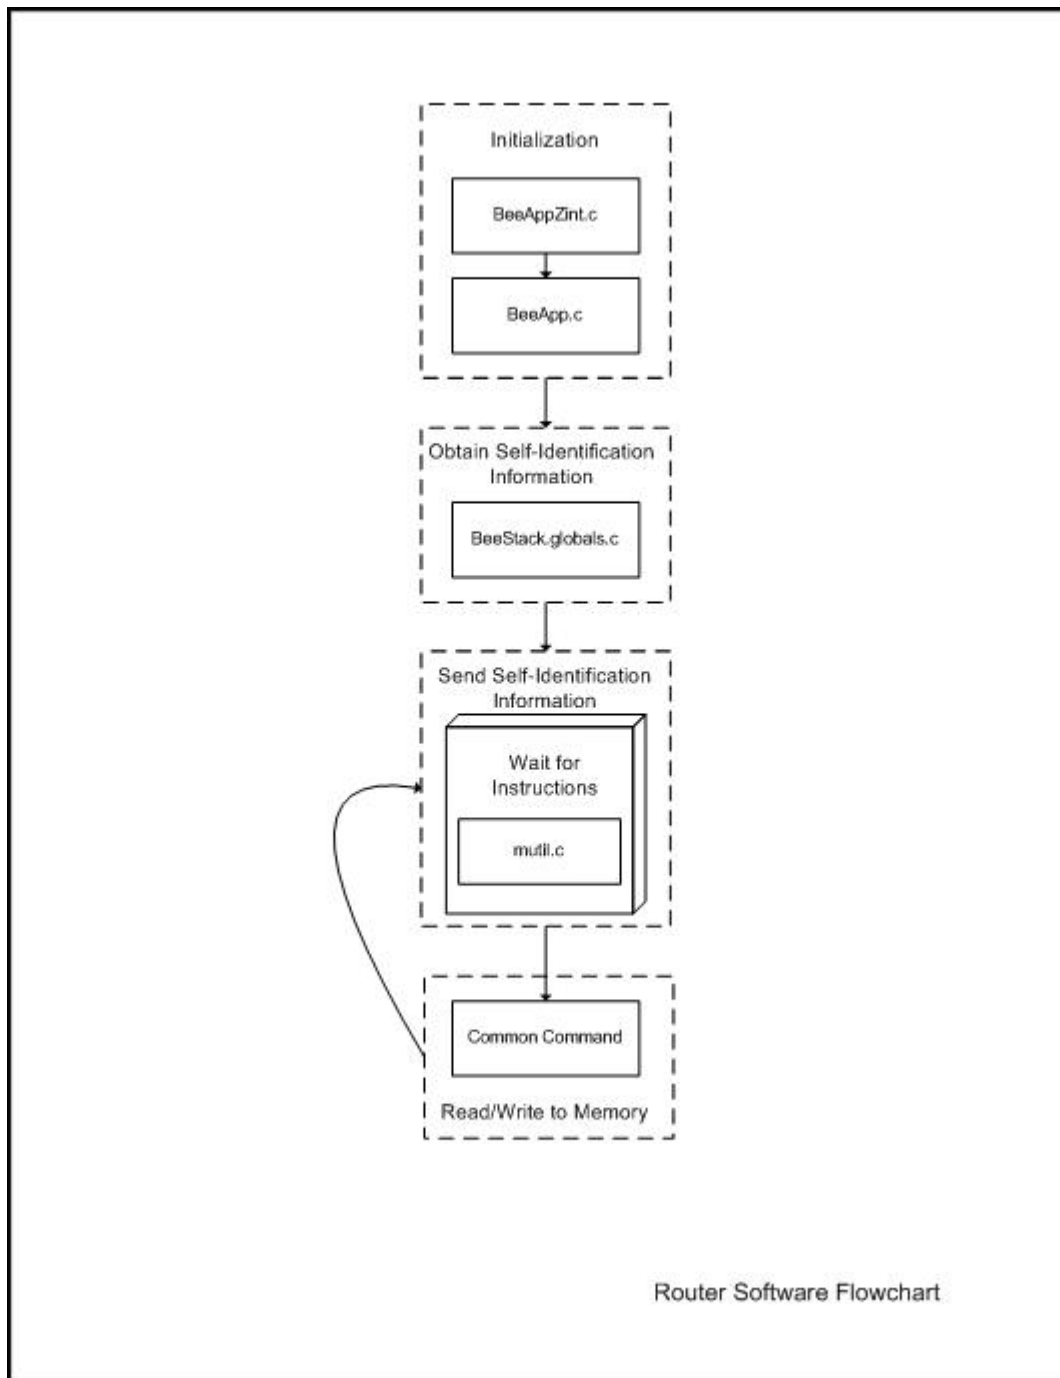 Initialization
BeeAppZint.c
BeeApp.c
Obtain Self-Identification
Information
BeeStack.globals.c
Send Self-Identification
Information
Wait for
Instructions
mutil.c
Common Command
Read/Write to Memory
Router Software Flowchart